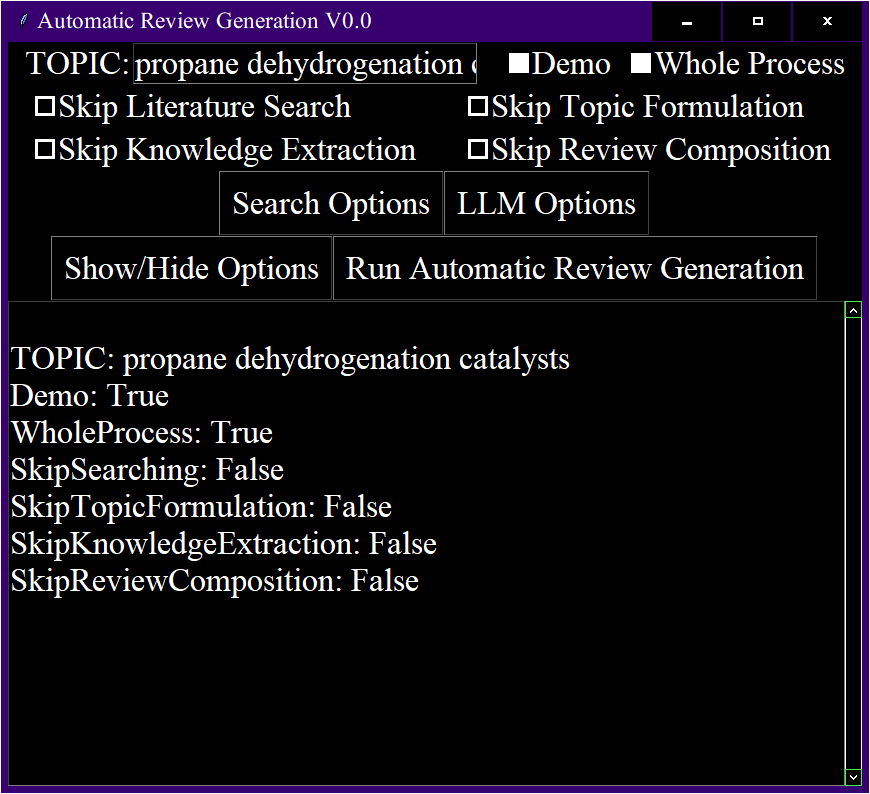 Automatic Review Generation V0.0
TOPIC: propane dehydrogenation Demo Whole Process
Skip Literature Search Skip Topic Formulation
Skip Knowledge Extraction Skip Review Composition
Search Options LLM Options
Show/Hide Options Run Automatic Review Generation
TOPIC: propane dehydrogenation catalysts
Demo: True
WholeProcess: True
SkipSearching: False
SkipTopicFormulation: False
SkipKnowledgeExtraction: False
SkipReviewComposition: False